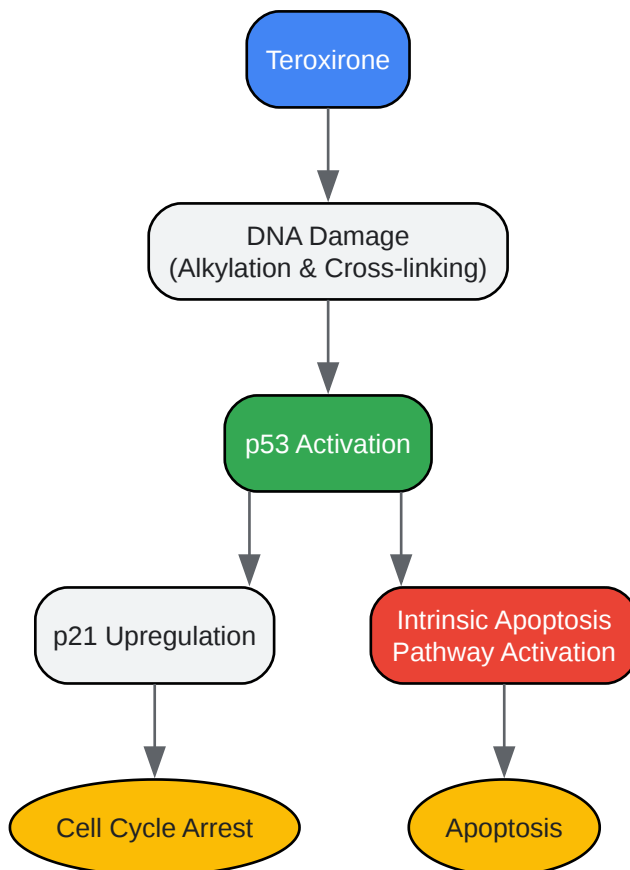 Teroxirone
DNA Damage
(Alkylation & Cross-linking)
p53 Activation
p21 Upregulation
Intrinsic Apoptosis
Pathway Activation
Cell Cycle Arrest
Apoptosis